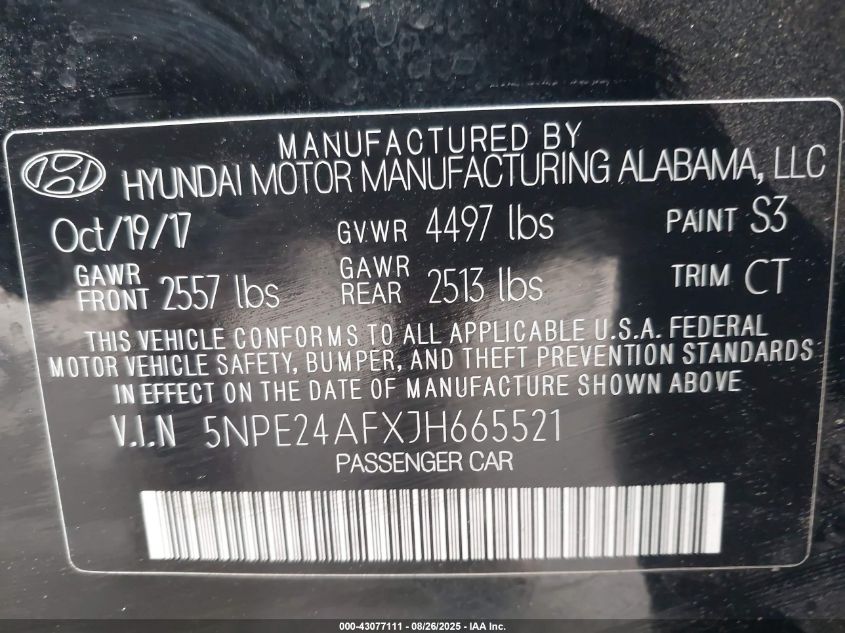 MANUFACTURED BY
HYUNDAI MOTOR MANUFACTURING ALABAMA, LLC
Oct/19/17 GVWR 4497 lbs PAINT S3
GAWR FRONT 2557 lbs GAWR REAR 2513 lbs TRIM CT
THIS VEHICLE CONFORMS TO ALL APPLICABLE U.S.A. FEDERAL
MOTOR VEHICLE SAFETY, BUMPER, AND THEFT PREVENTION STANDARDS
IN EFFECT ON THE DATE OF MANUFACTURE SHOWN ABOVE
V.I.N 5NPE24AFXJH665521
PASSENGER CAR
000-43077111 - 08/26/2025 - IAA Inc.